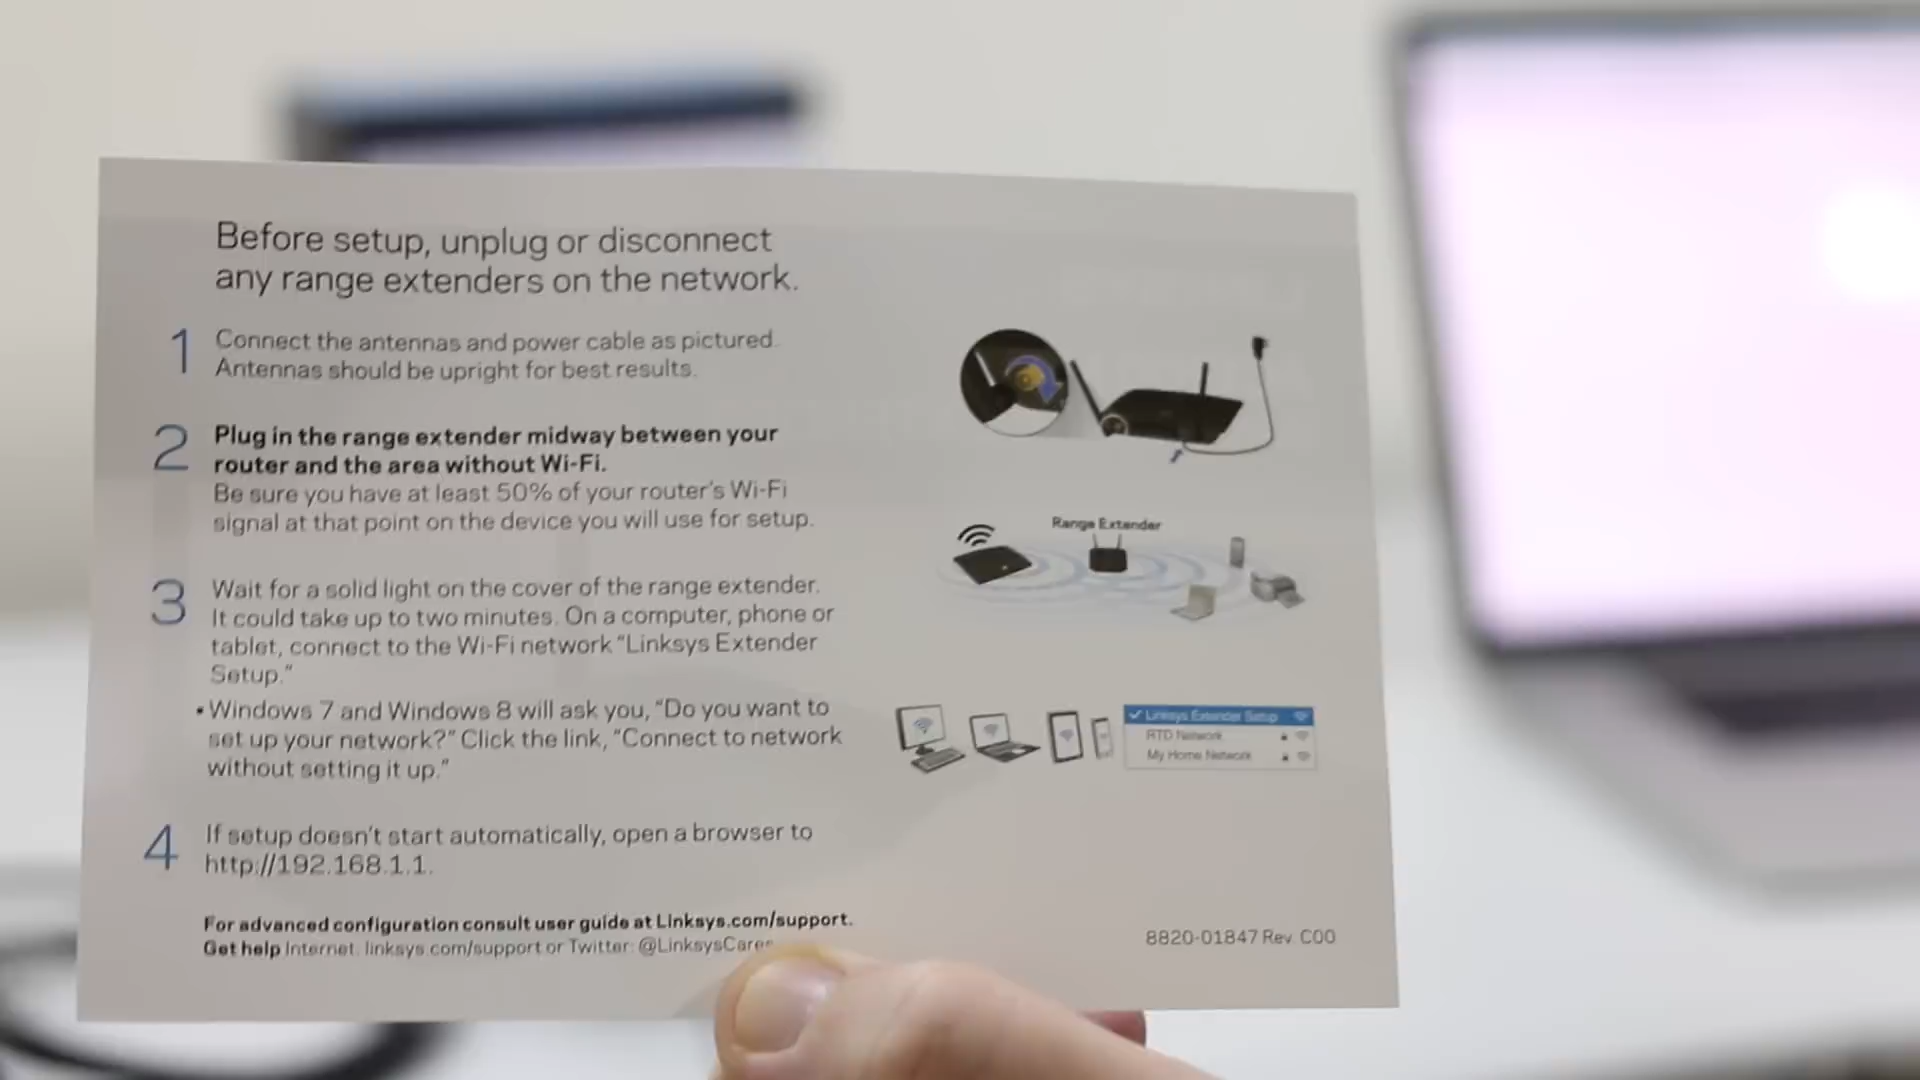 Before setup, unplug or disconnect
any range extenders on the network.
1 Connect the antennas and power cable as pictured.
Antennas should be upright for best results.
2 Plug in the range extender midway between your
router and the area without Wi-Fi.
Be sure you have at least 50% of your router's Wi-Fi
signal at that point on the device you will use for setup.
Range Extender
3 Wait for a solid light on the cover of the range extender.
It could take up to two minutes. On a computer, phone or
tablet, connect to the Wi-Fi network "Linksys Extender
Setup."
• Windows 7 and Windows 8 will ask you, "Do you want to
set up your network?" Click the link, "Connect to network
without setting it up."
Linksys Extender Setup
RTD Network
My Home Network
4 If setup doesn't start automatically, open a browser to
http://192.168.1.1.
For advanced configuration consult user guide at Linksys.com/support.
Get help Internet: linksys.com/support or Twitter: @LinksysCares
8820-01847 Rev. C00